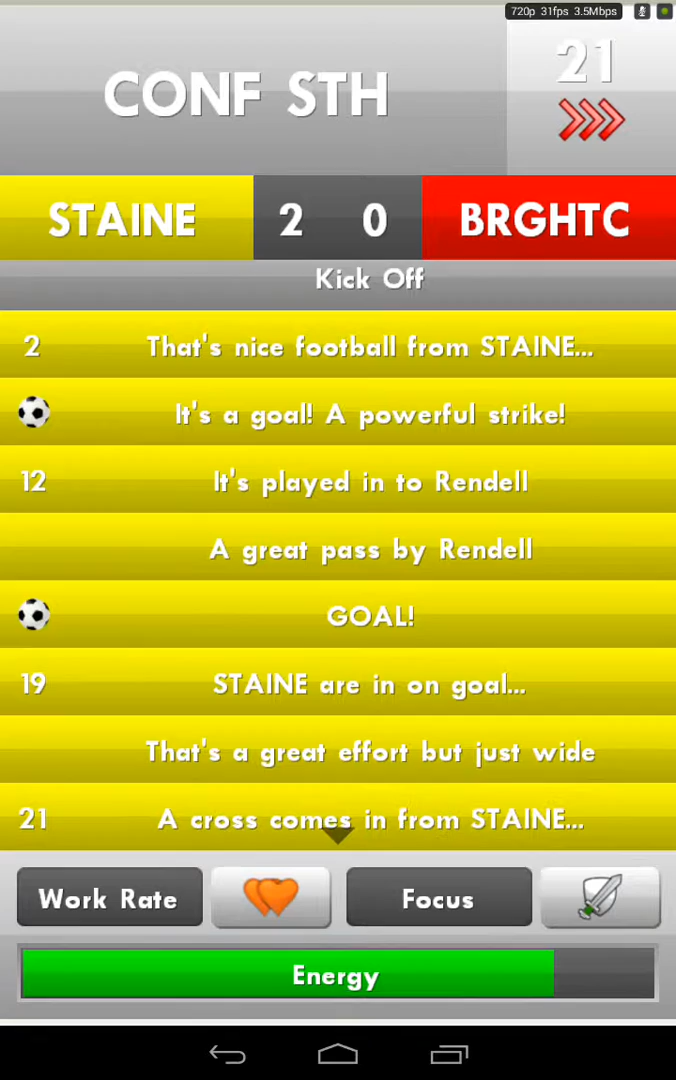 720p 31fps 3.5Mbps
CONF STH
21
STAINE 2 0 BRGHTC
Kick Off
2 That's nice football from STAINE...
It's a goal! A powerful strike!
12 It's played in to Rendell
A great pass by Rendell
GOAL!
19 STAINE are in on goal...
That's a great effort but just wide
21 A cross comes in from STAINE...
Work Rate Focus
Energy